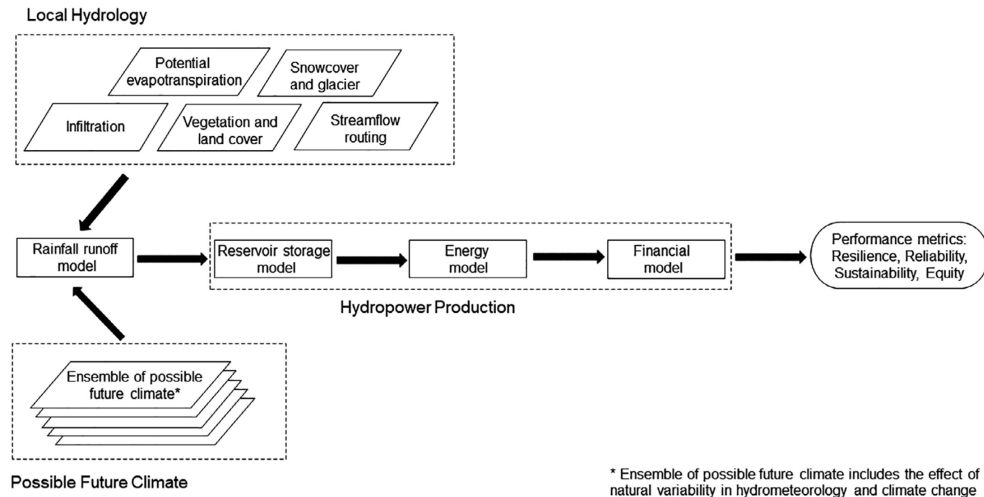 Local Hydrology
Potential
evapotranspiration
Snowcover
and glacier
Infiltration
Vegetation and
land cover
Streamflow
routing
Rainfall runoff
model
Reservoir storage
model
Energy
model
Financial
model
Performance metrics:
Resilience, Reliability,
Sustainability, Equity
Hydropower Production
Ensemble of possible
future climate*
Possible Future Climate
* Ensemble of possible future climate includes the effect of
natural variability in hydrometeorology and climate change